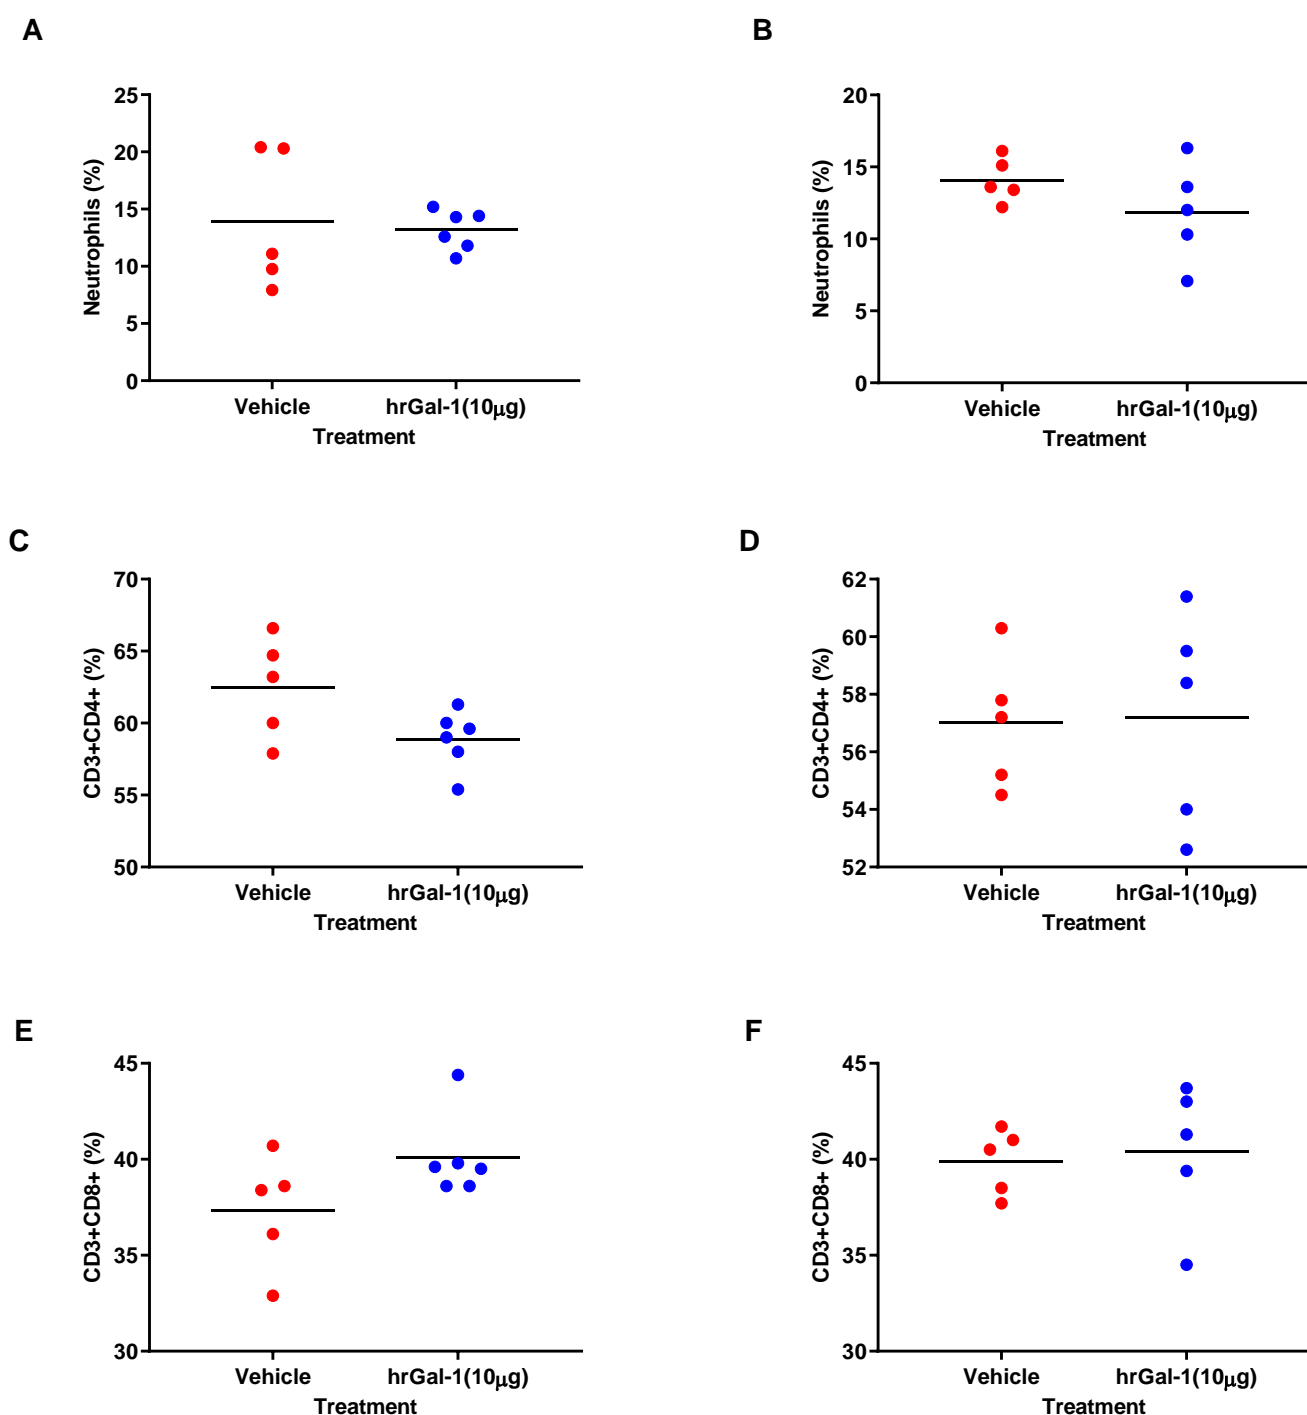 A
B
25
20
15
10
5
0
Neutrophils (%)
Vehicle
hrGal-1(10μg)
Treatment
20
15
10
5
0
Neutrophils (%)
Vehicle
hrGal-1(10μg)
Treatment
C
D
70
65
60
55
50
CD3+CD4+ (%)
Vehicle
hrGal-1(10μg)
Treatment
62
60
58
56
54
52
CD3+CD4+ (%)
Vehicle
hrGal-1(10μg)
Treatment
E
F
45
40
35
30
CD3+CD8+ (%)
Vehicle
hrGal-1(10μg)
Treatment
45
40
35
30
CD3+CD8+ (%)
Vehicle
hrGal-1(10μg)
Treatment